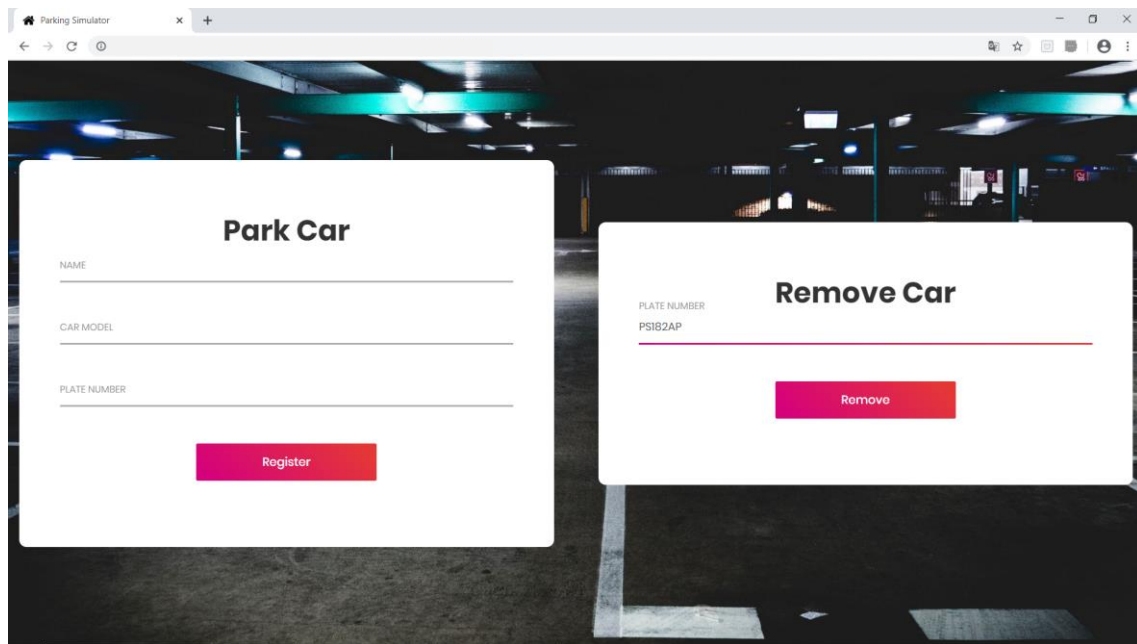 Parking Simulator
Park Car
NAME
CAR MODEL
PLATE NUMBER
Register
Remove Car
PLATE NUMBER
PS182AP
Remove